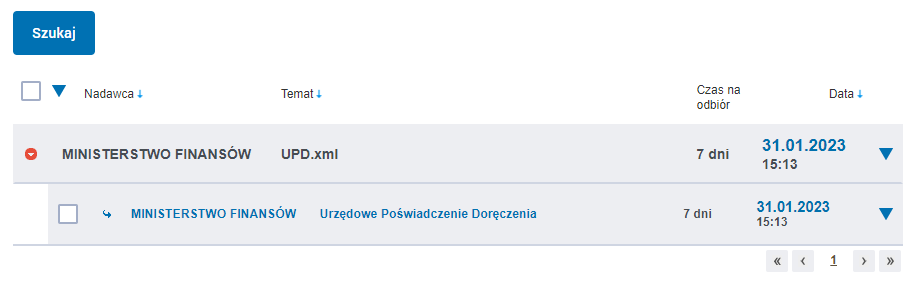 Szukaj
Nadawca
Temat
Czas na
odbiór
Data
MINISTERSTWO FINANSÓW UPD.xml 7 dni 31.01.2023
15:13
MINISTERSTWO FINANSÓW Urzędowe Poświadczenie Doręczenia 7 dni 31.01.2023
15:13
« ‹ 1 › »